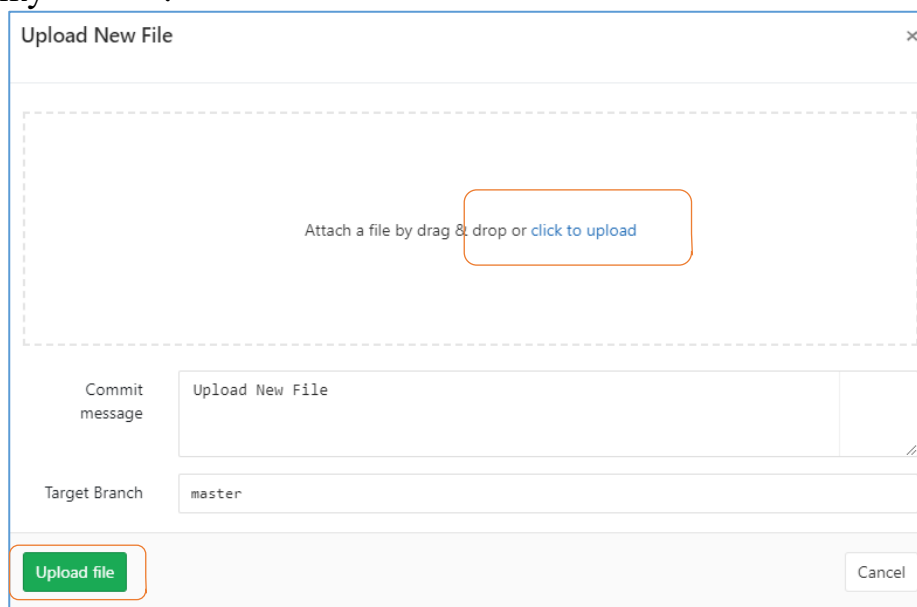 Upload New File ×
Attach a file by drag & drop or click to upload
Commit
message
Upload New File
Target Branch master
Upload file Cancel